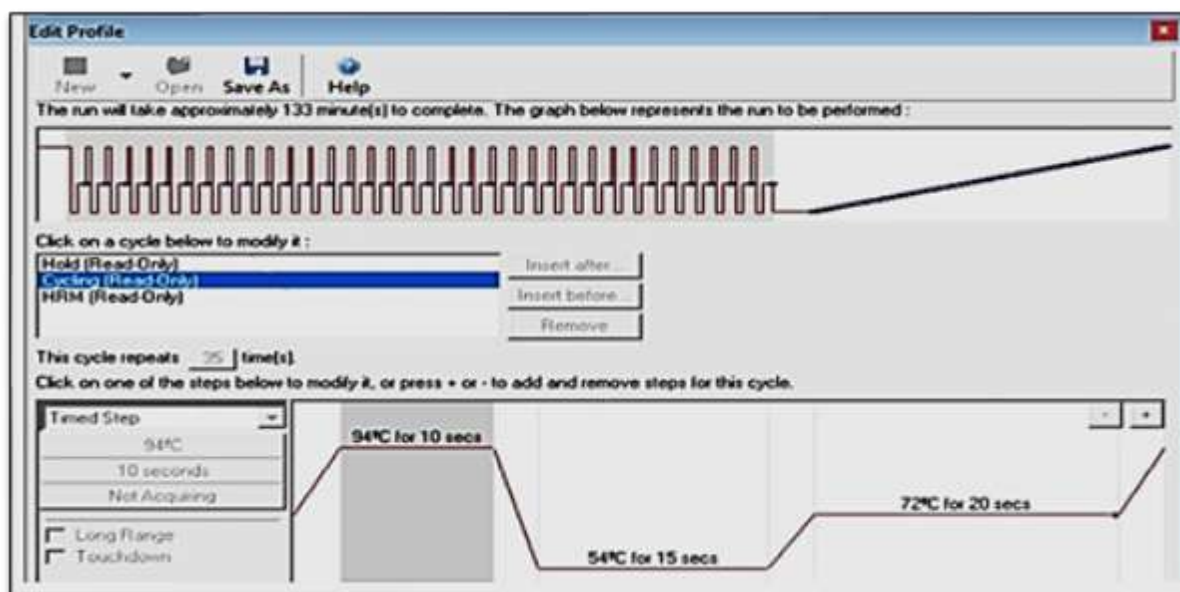 Edit Profile
New Open Save As Help
The run will take approximately 133 minute(s) to complete. The graph below represents the run to be performed :
Click on a cycle below to modify it :
Hold (Read-Only)
Cycling (Read-Only)
HRM (Read-Only)
Insert after...
Insert before...
Remove
This cycle repeats 35 time(s).
Click on one of the steps below to modify it, or press + or - to add and remove steps for this cycle.
Timed Step
94ºC
10 seconds
Not Acquiring
Long Range
Touchdown
94ºC for 10 secs
54ºC for 15 secs
72ºC for 20 secs
- +